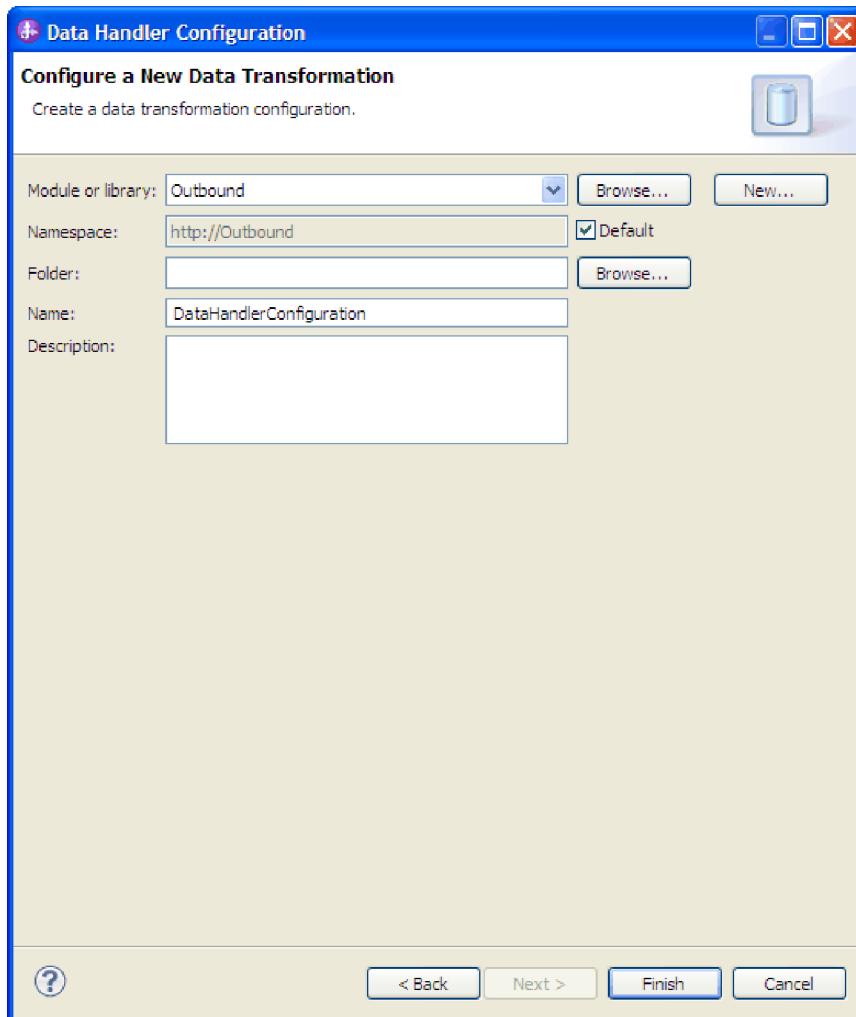 Data Handler Configuration
Configure a New Data Transformation
Create a data transformation configuration.
Module or library: Outbound Browse... New...
Namespace: http://Outbound Default
Folder: Browse...
Name: DataHandlerConfiguration
Description:
? < Back Next > Finish Cancel